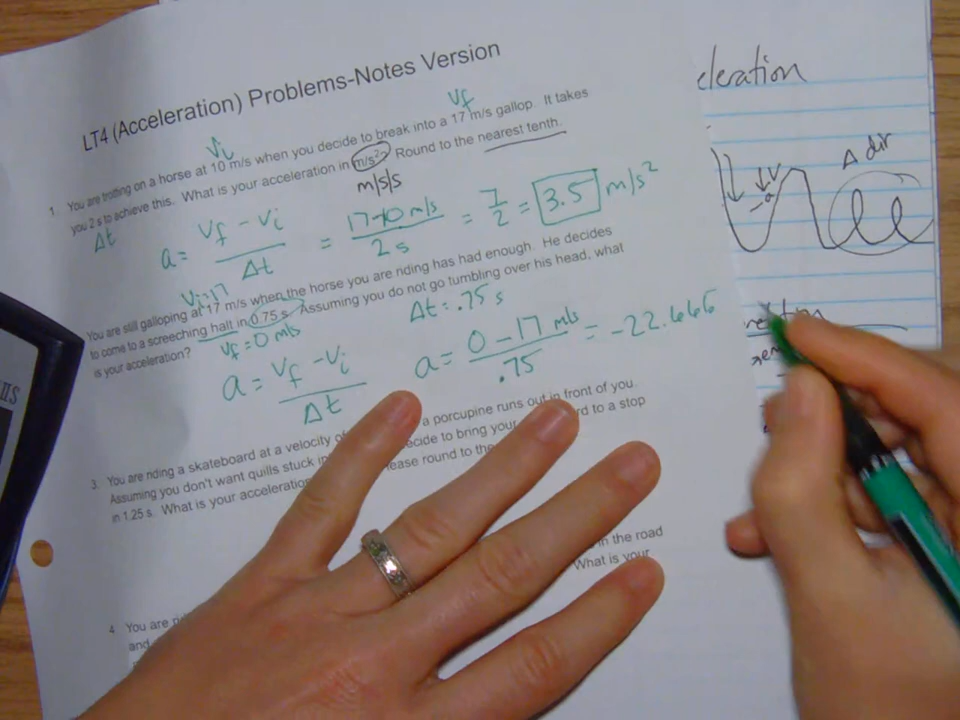 LT4 (Acceleration) Problems-Notes Version
vi
vf
1. You are trotting on a horse at 10 m/s when you decide to break into a 17 m/s gallop. It takes
you 2 s to achieve this. What is your acceleration in m/s²? Round to the nearest tenth.
Δt
m/s/s
a = vf - vi / Δt = 17-10 m/s / 2 s = 7/2 = 3.5 m/s²
vi=17
You are still galloping at 17 m/s when the horse you are riding has had enough. He decides
to come to a screeching halt in 0.75 s. Assuming you do not go tumbling over his head, what
is your acceleration?
vf = 0 m/s
Δt = .75 s
a = vf - vi / Δt
a = 0 - 17 m/s / .75 = -22.666
3. You are riding a skateboard at a velocity of a porcupine runs out in front of you.
Assuming you don't want quills stuck in decide to bring your to a stop
in 1.25 s. What is your acceleration
4. You are
and
in the road
What is your
eleration
Δ dir
v
-a